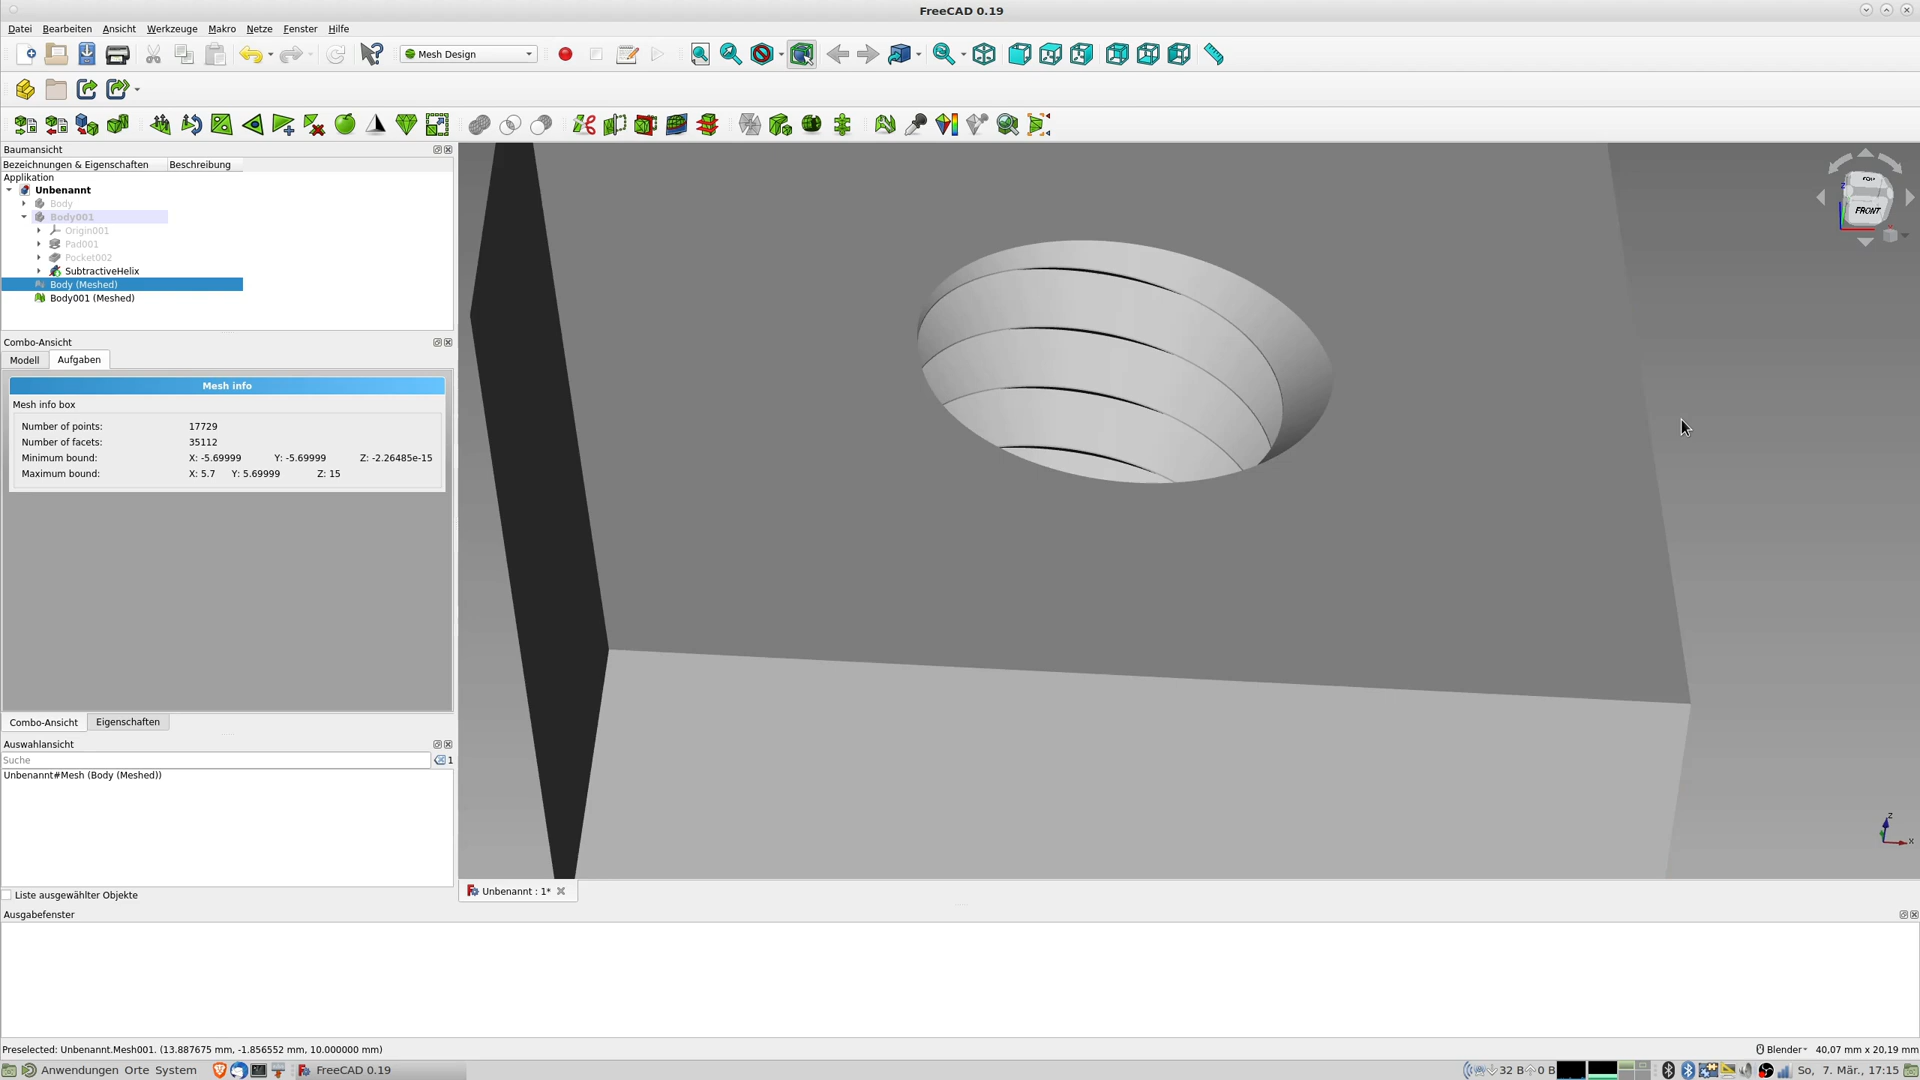 FreeCAD 0.19
Datei Bearbeiten Ansicht Werkzeuge Makro Netze Fenster Hilfe
Mesh Design
Baumansicht
Bezeichnungen & Eigenschaften Beschreibung
Applikation
Unbenannt
Body
Body001
Origin001
Pad001
Pocket002
SubtractiveHelix
Body (Meshed)
Body001 (Meshed)
Combo-Ansicht
Modell Aufgaben
Mesh info
Mesh info box
Number of points: 17729
Number of facets: 35112
Minimum bound: X: -5.69999 Y: -5.69999 Z: -2.26485e-15
Maximum bound: X: 5.7 Y: 5.69999 Z: 15
Combo-Ansicht Eigenschaften
Auswahlansicht
Suche 1
Unbenannt#Mesh (Body (Meshed))
Liste ausgewählter Objekte
TOP
FRONT
Z
X
Z
X
Unbenannt : 1*
Ausgabefenster
Preselected: Unbenannt.Mesh001. (13.887675 mm, -1.856552 mm, 10.000000 mm)
Blender 40,07 mm x 20,19 mm
Anwendungen Orte System FreeCAD 0.19 32 B 0 B So, 7. Mär., 17:15